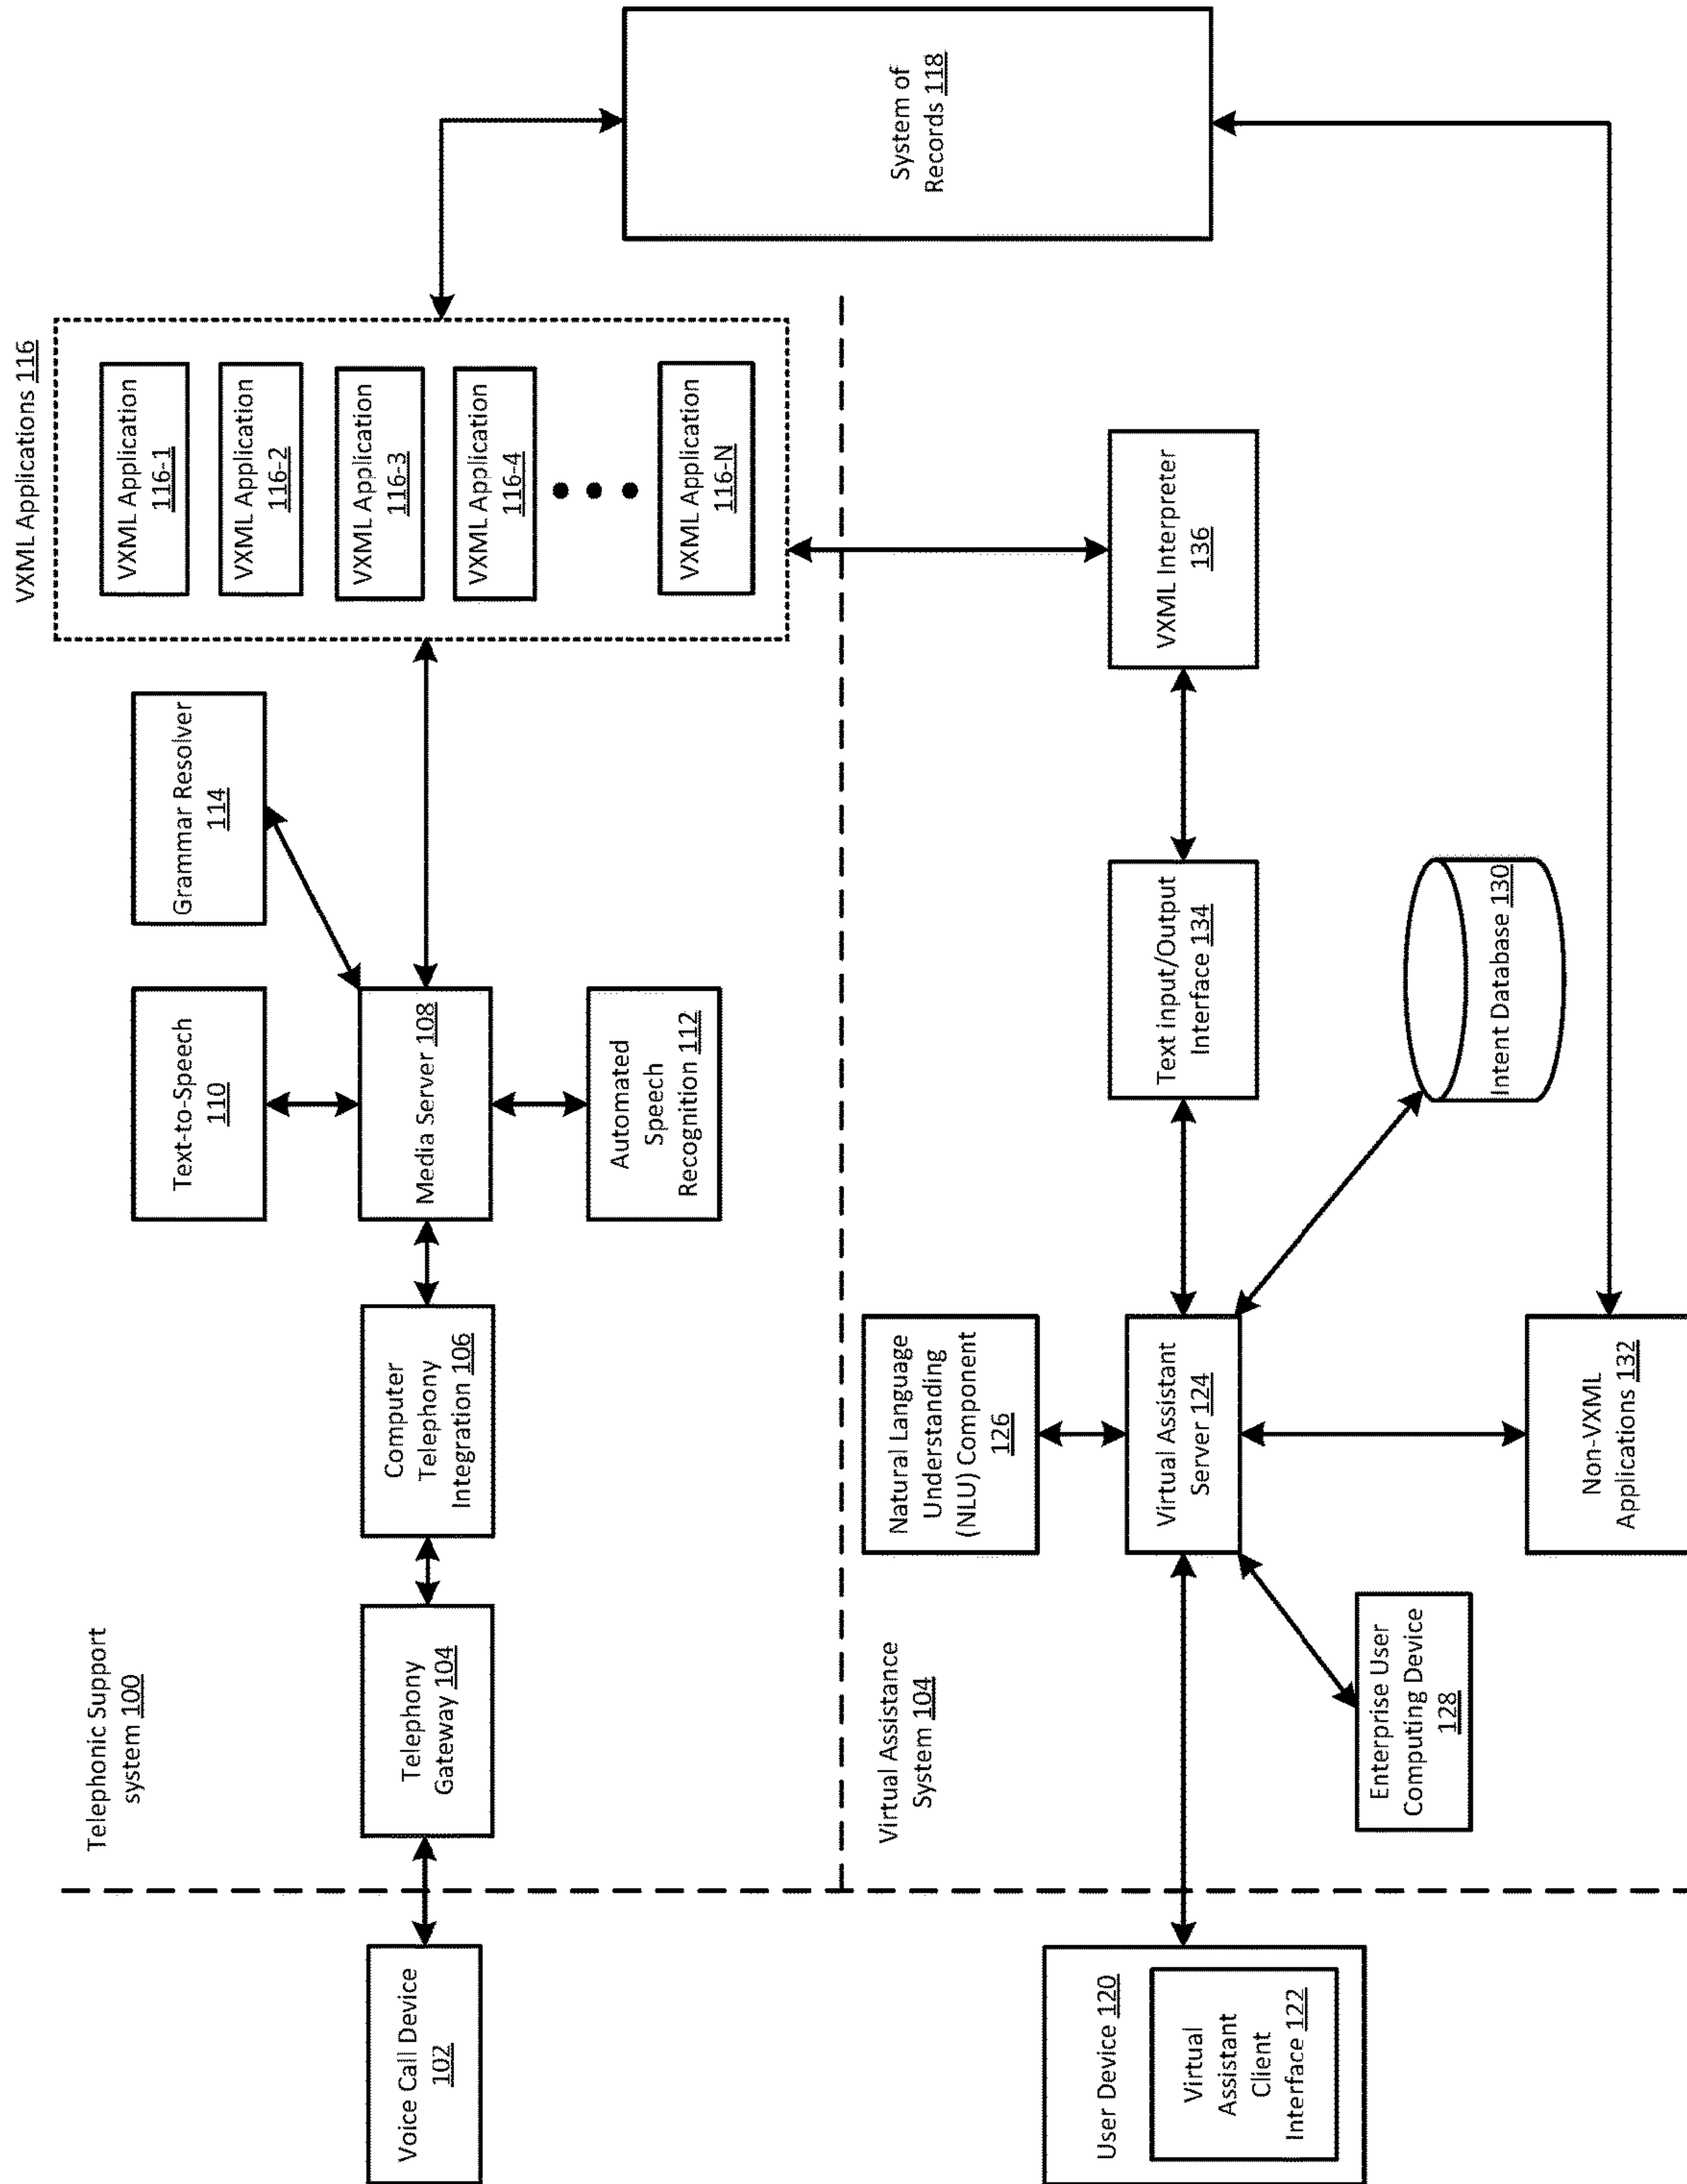 Telephonic Support
system 100
Voice Call Device
102
Telephony
Gateway 104
Computer
Telephony
Integration 106
Text-to-Speech
110
Media Server 108
Automated
Speech
Recognition 112
Grammar Resolver
114
VXML Applications 116
VXML Application
116-1
VXML Application
116-2
VXML Application
116-3
VXML Application
116-4
VXML Application
116-N
System of
Records 118
Virtual Assistance
System 104
User Device 120
Virtual
Assistant
Client
Interface 122
Natural Language
Understanding
(NLU) Component
126
Virtual Assistant
Server 124
Enterprise User
Computing Device
128
Non-VXML
Applications 132
Text input/Output
Interface 134
Intent Database 130
VXML Interpreter
136